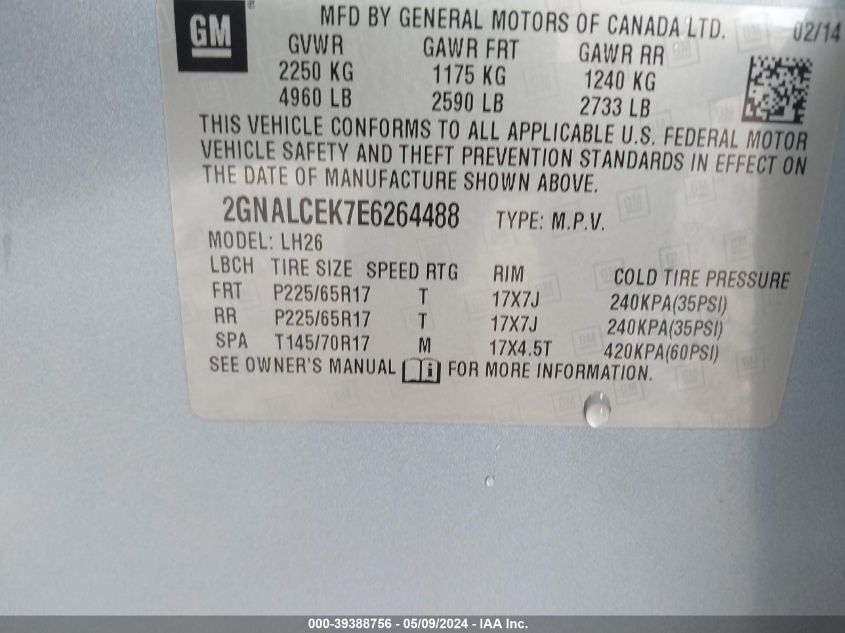 GM MFD BY GENERAL MOTORS OF CANADA LTD. 02/14
GVWR GAWR FRT GAWR RR
2250 KG 1175 KG 1240 KG
4960 LB 2590 LB 2733 LB
THIS VEHICLE CONFORMS TO ALL APPLICABLE U.S. FEDERAL MOTOR
VEHICLE SAFETY AND THEFT PREVENTION STANDARDS IN EFFECT ON
THE DATE OF MANUFACTURE SHOWN ABOVE.
2GNALCEK7E6264488 TYPE: M.P.V.
MODEL: LH26
LBCH TIRE SIZE SPEED RTG RIM COLD TIRE PRESSURE
FRT P225/65R17 T 17X7J 240KPA(35PSI)
RR P225/65R17 T 17X7J 240KPA(35PSI)
SPA T145/70R17 M 17X4.5T 420KPA(60PSI)
SEE OWNER'S MANUAL i FOR MORE INFORMATION.
000-39388756 - 05/09/2024 - IAA Inc.